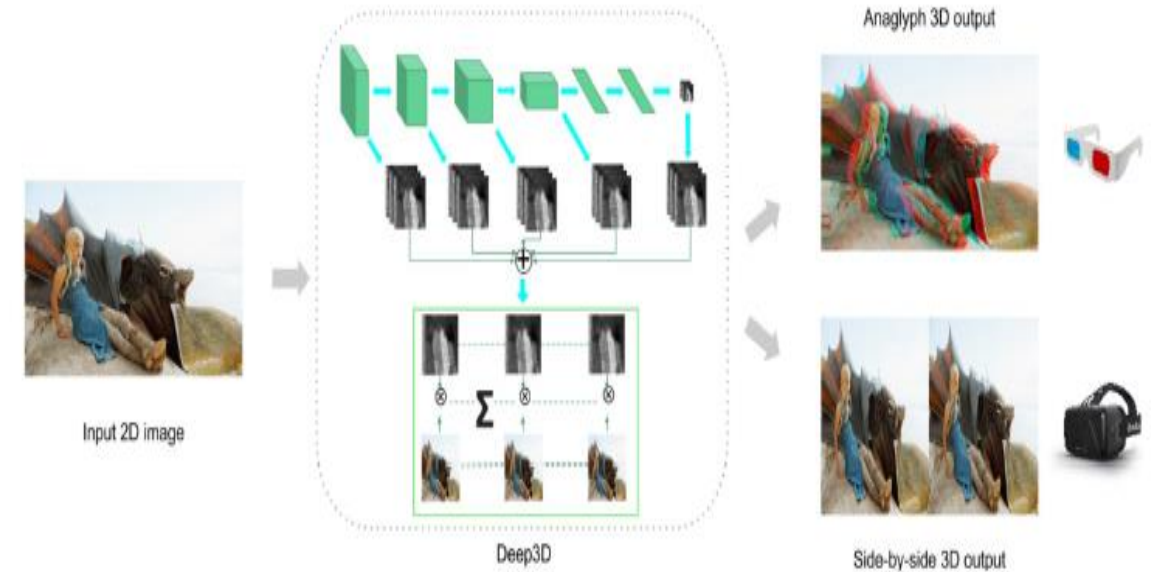 Anaglyph 3D output
Input 2D image
+
⊗ Σ ⊗ ⊗
Deep3D
Side-by-side 3D output